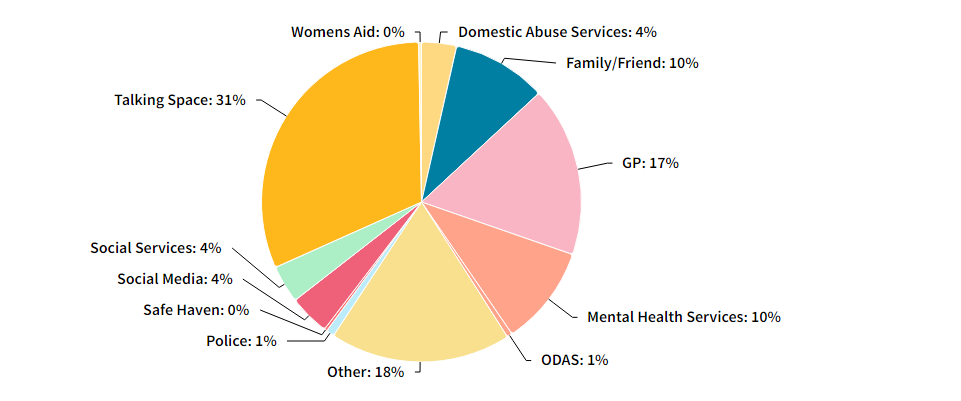 Womens Aid: 0%
Domestic Abuse Services: 4%
Family/Friend: 10%
Talking Space: 31%
GP: 17%
Social Services: 4%
Social Media: 4%
Safe Haven: 0%
Mental Health Services: 10%
Police: 1%
ODAS: 1%
Other: 18%